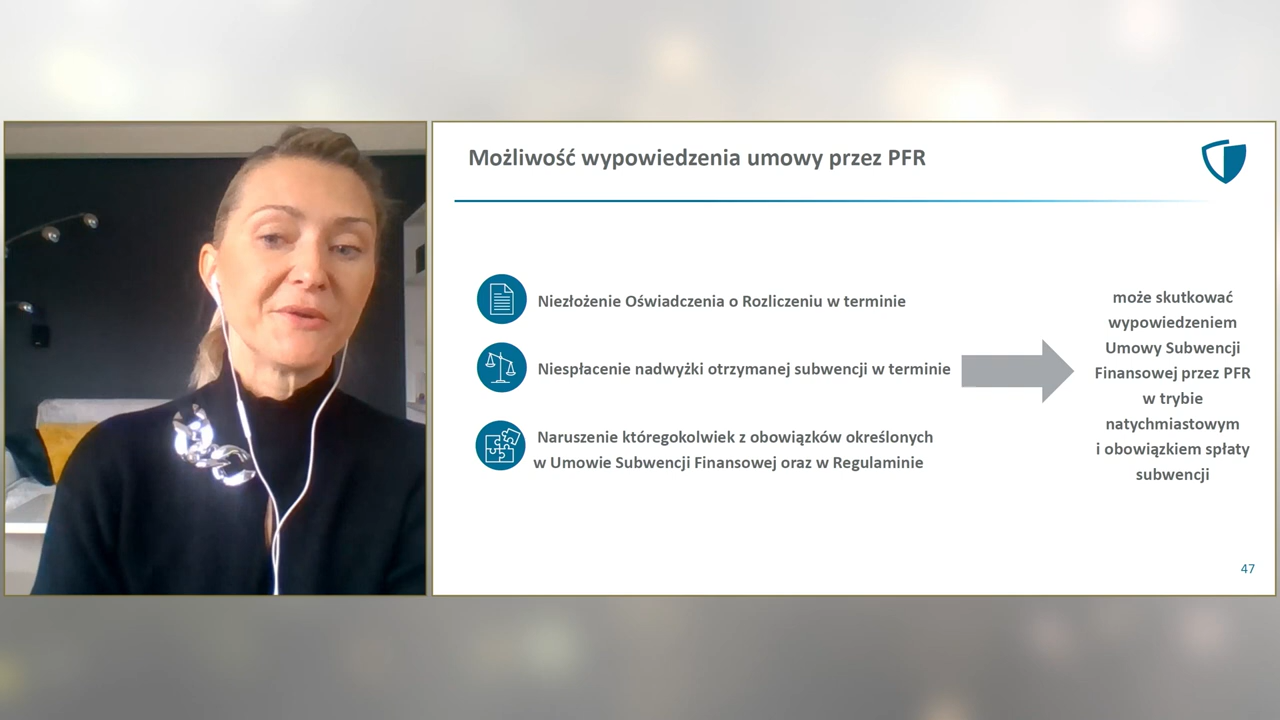 Możliwość wypowiedzenia umowy przez PFR
Niezłożenie Oświadczenia o Rozliczeniu w terminie
Niespłacenie nadwyżki otrzymanej subwencji w terminie
Naruszenie któregokolwiek z obowiązków określonych
w Umowie Subwencji Finansowej oraz w Regulaminie
może skutkować
wypowiedzeniem
Umowy Subwencji
Finansowej przez PFR
w trybie
natychmiastowym
i obowiązkiem spłaty
subwencji
47